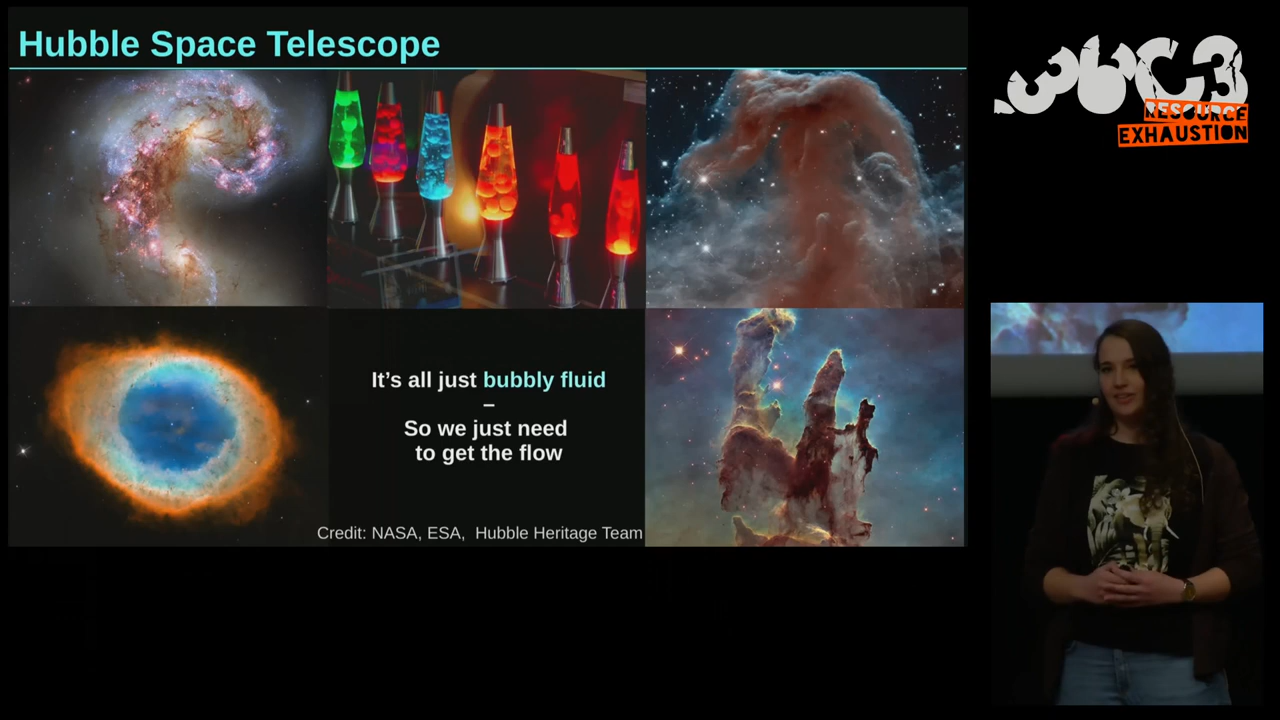 Hubble Space Telescope
It’s all just bubbly fluid
–
So we just need
to get the flow
Credit: NASA, ESA, Hubble Heritage Team
36C3
RESOURCE
EXHAUSTION